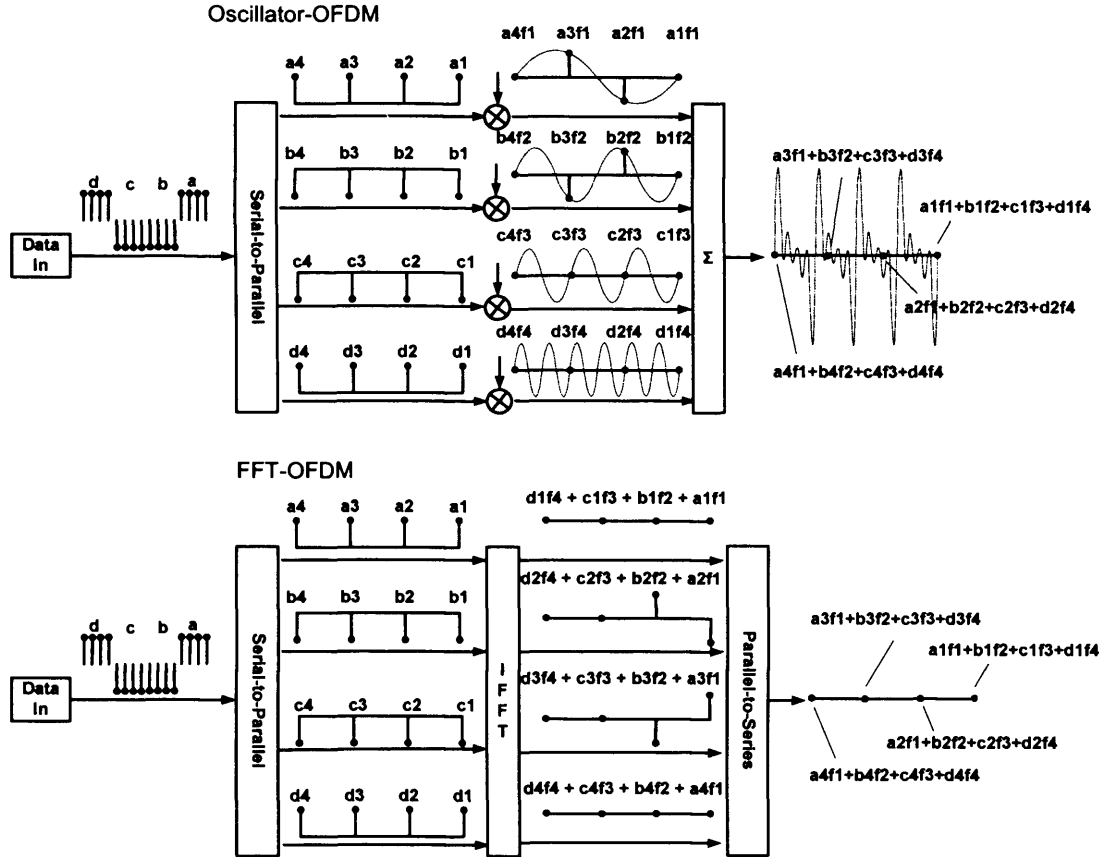 Oscillator-OFDM
a4f1 a3f1 a2f1 a1f1
a4 a3 a2 a1
b4f2 b3f2 b2f2 b1f2
b4 b3 b2 b1
a3f1+b3f2+c3f3+d3f4
d c b a
Serial-to-Parallel
a1f1+b1f2+c1f3+d1f4
Data
In
c4f3 c3f3 c2f3 c1f3
Σ
c4 c3 c2 c1
a2f1+b2f2+c2f3+d2f4
d4f4 d3f4 d2f4 d1f4
d4 d3 d2 d1
a4f1+b4f2+c4f3+d4f4
FFT-OFDM
a4 a3 a2 a1
d1f4 + c1f3 + b1f2 + a1f1
d2f4 + c2f3 + b2f2 + a2f1
b4 b3 b2 b1
d c b a
Serial-to-Parallel
IFFT
Parallel-to-Series
a3f1+b3f2+c3f3+d3f4
a1f1+b1f2+c1f3+d1f4
Data
In
d3f4 + c3f3 + b3f2 + a3f1
c4 c3 c2 c1
a2f1+b2f2+c2f3+d2f4
a4f1+b4f2+c4f3+d4f4
d4f4 + c4f3 + b4f2 + a4f1
d4 d3 d2 d1